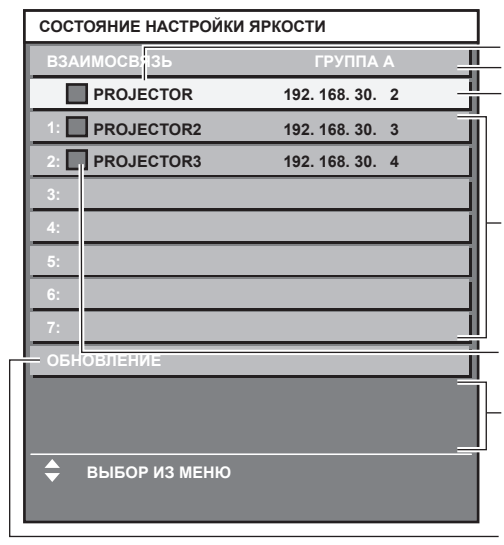 СОСТОЯНИЕ НАСТРОЙКИ ЯРКОСТИ
ВЗАИМОСВЯЗЬ ГРУППА A
PROJECTOR 192. 168. 30. 2
1: PROJECTOR2 192. 168. 30. 3
2: PROJECTOR3 192. 168. 30. 4
3:
4:
5:
6:
7:
ОБНОВЛЕНИЕ
ВЫБОР ИЗ МЕНЮ